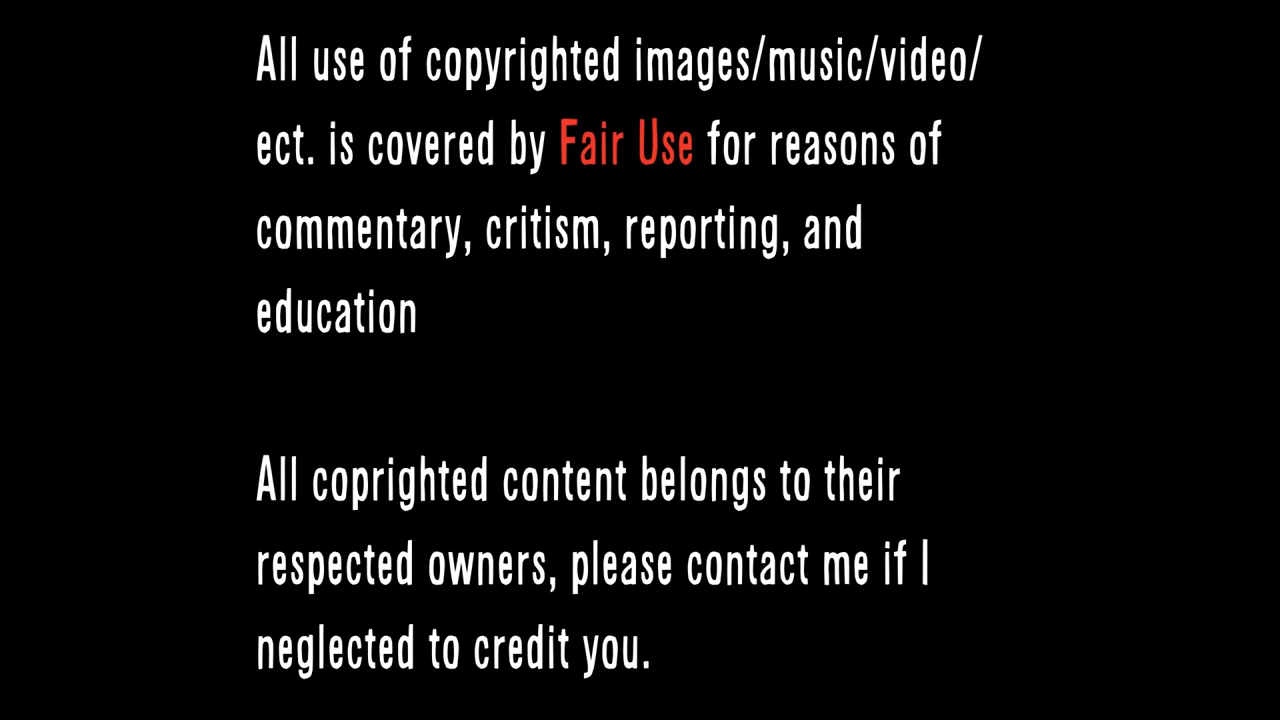 All use of copyrighted images/music/video/
ect. is covered by Fair Use for reasons of
commentary, critism, reporting, and
education
All coprighted content belongs to their
respected owners, please contact me if I
neglected to credit you.